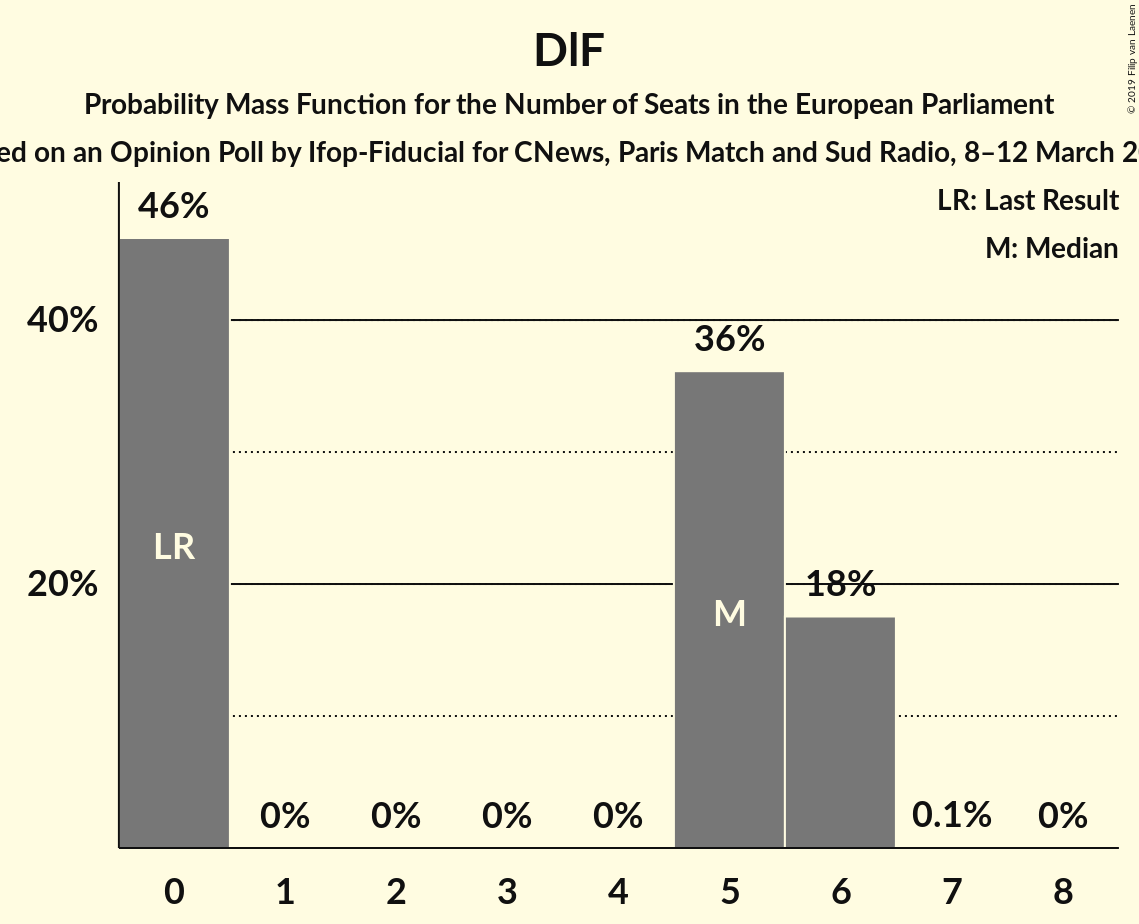 DlF
Probability Mass Function for the Number of Seats in the European Parliament
ed on an Opinion Poll by Ifop-Fiducial for CNews, Paris Match and Sud Radio, 8–12 March 2
© 2019 Filip van Laenen
LR: Last Result
M: Median
46%
40%
36%
20%
18%
LR
M
0% 0% 0% 0% 0.1% 0%
0 1 2 3 4 5 6 7 8